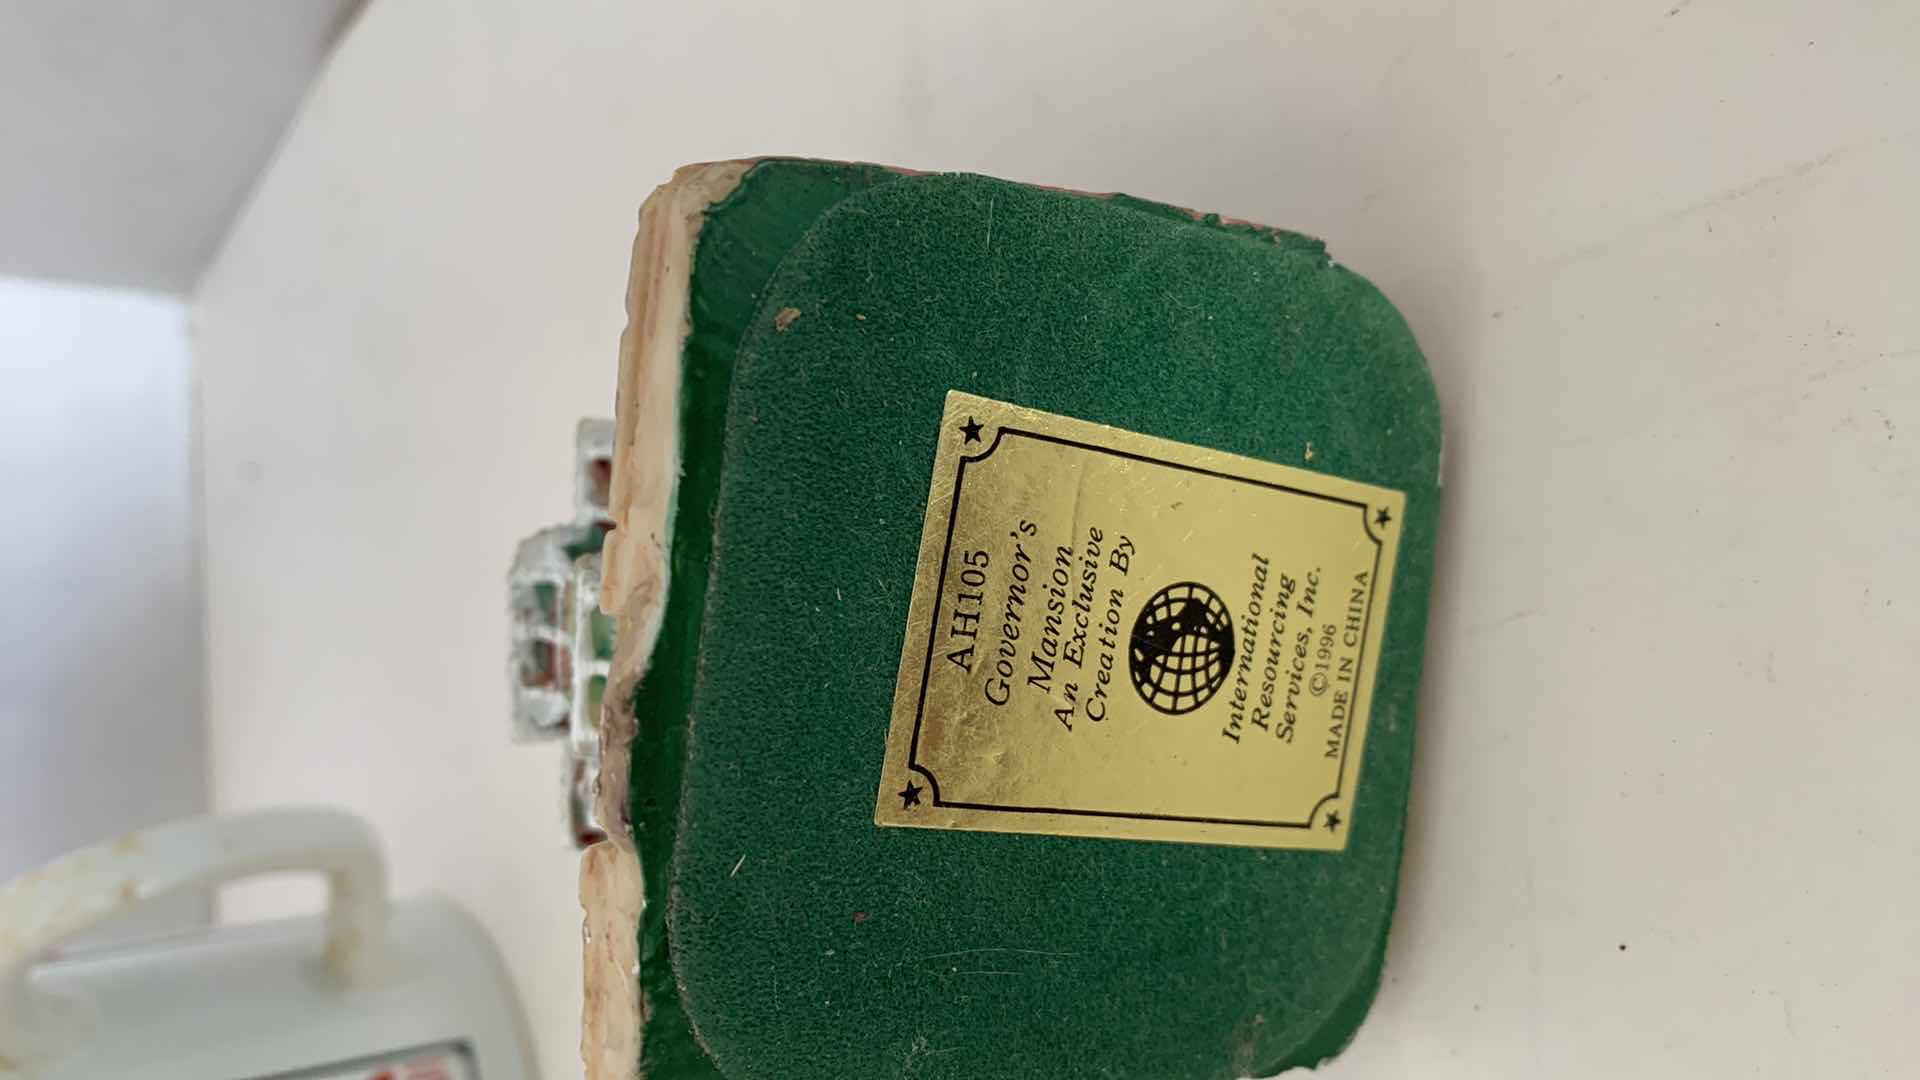 AH105
Governor's
Mansion
An Exclusive
Creation By
International
Resourcing
Services, Inc.
©1996
MADE IN CHINA